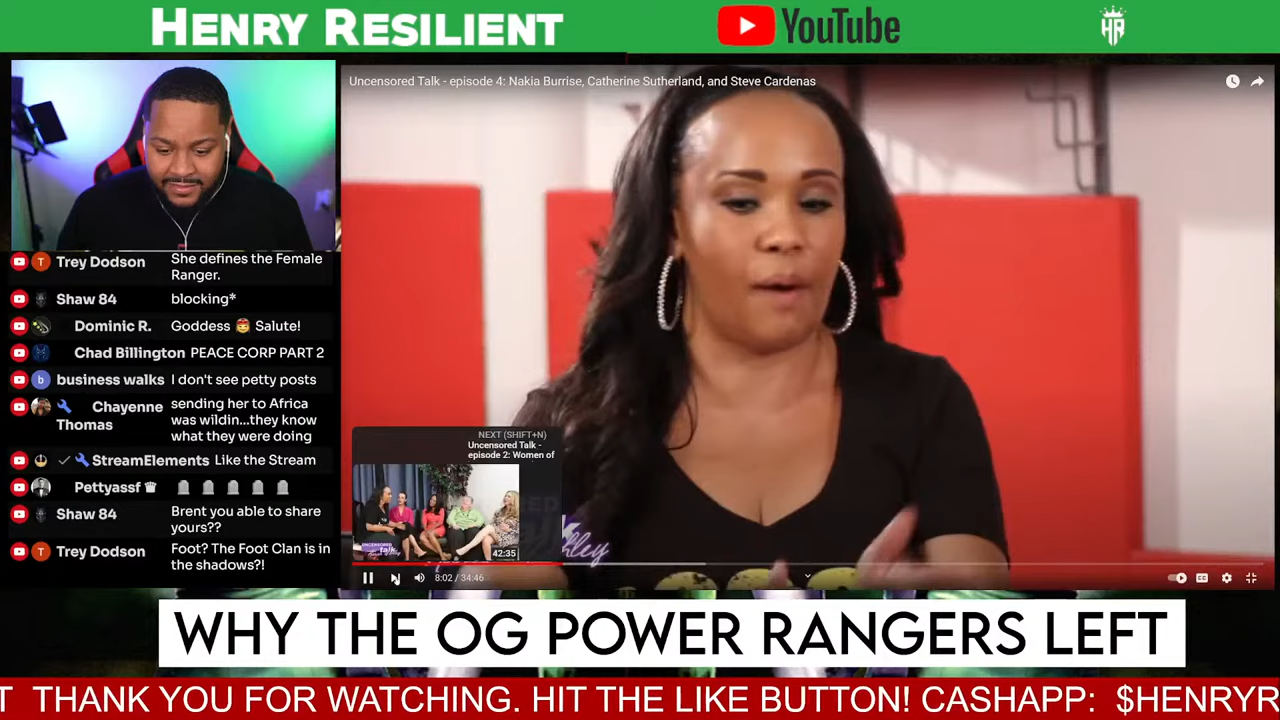 HENRY RESILIENT
YouTube
HR
Uncensored Talk - episode 4: Nakia Burrise, Catherine Sutherland, and Steve Cardenas
Trey Dodson She defines the Female
Ranger.
Shaw 84 blocking*
Dominic R. Goddess Salute!
Chad Billington PEACE CORP PART 2
business walks I don't see petty posts
Chayenne Thomas sending her to Africa
was wildin...they know
what they were doing
StreamElements Like the Stream
Pettyassf
Shaw 84 Brent you able to share
yours??
Trey Dodson Foot? The Foot Clan is in
the shadows?!
NEXT (SHIFT+N)
Uncensored Talk -
episode 2: Women of
42:35
8:02 / 34:46
WHY THE OG POWER RANGERS LEFT
T THANK YOU FOR WATCHING. HIT THE LIKE BUTTON! CASHAPP: $HENRYR